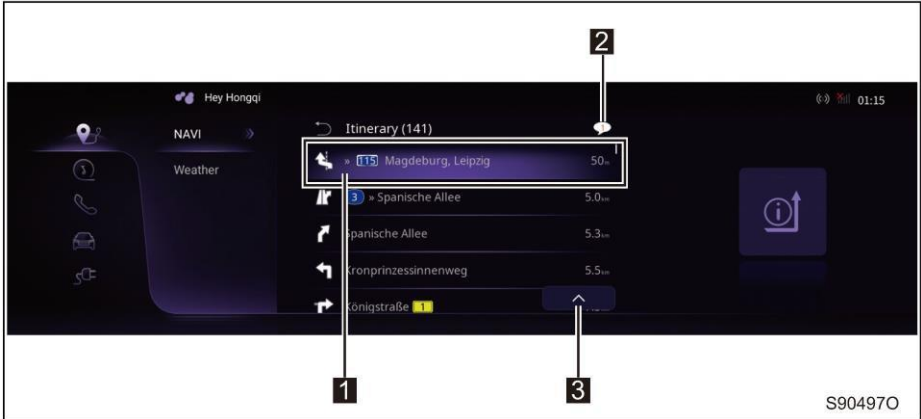 2
Hey Hongqi
01:15
NAVI » Itinerary (141)
Weather » 115 Magdeburg, Leipzig 50m
3 » Spanische Allee 5.0km
Spanische Allee 5.3km
Kronprinzessinnenweg 5.5km
Königstraße 1
1
3
S90497O